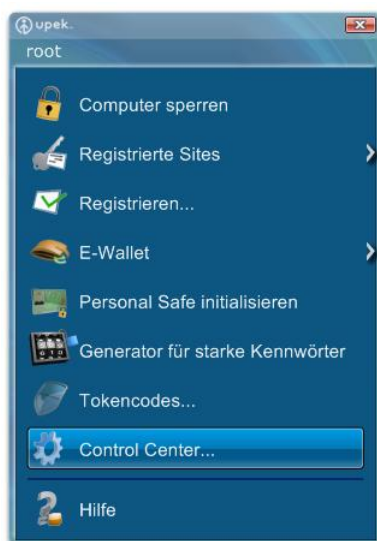 upek
root
Computer sperren
Registrierte Sites
Registrieren...
E-Wallet
Personal Safe initialisieren
Generator für starke Kennwörter
Tokencodes...
Control Center...
Hilfe